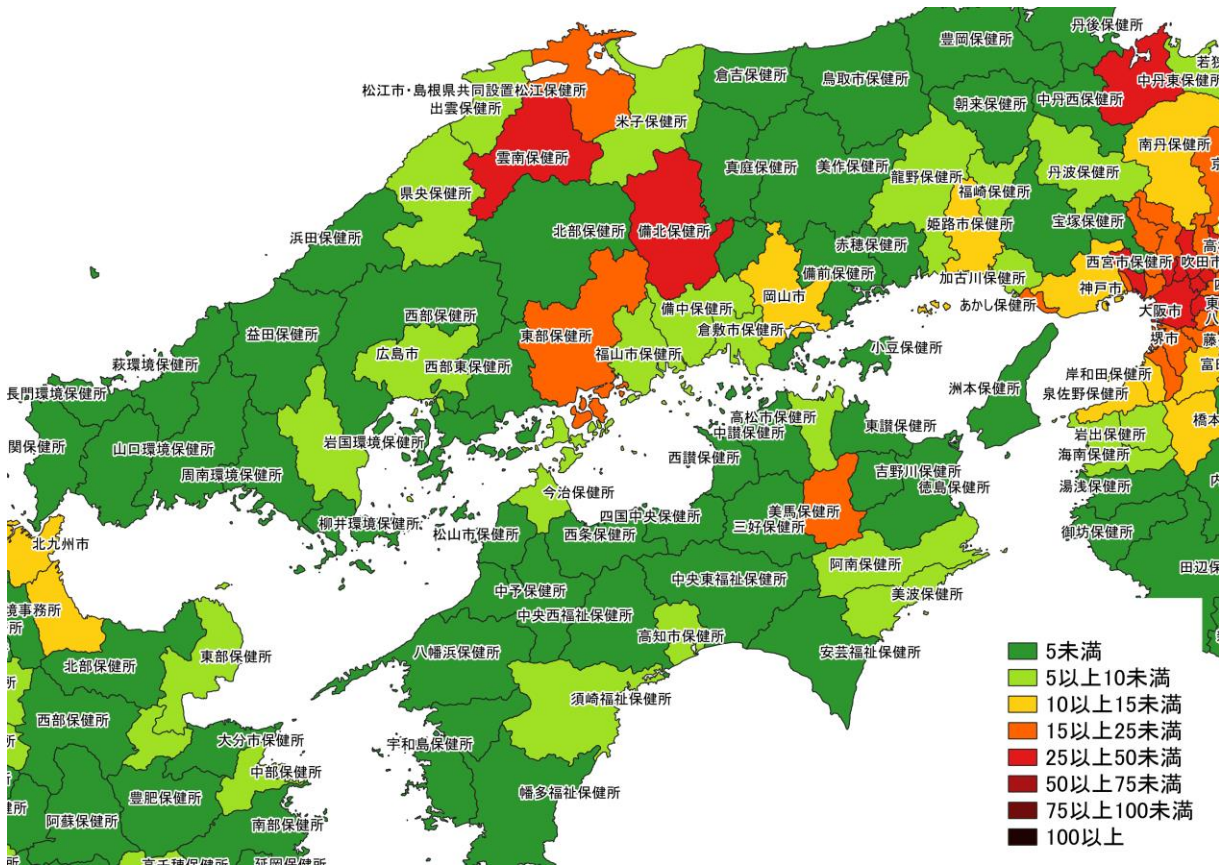 丹後保健所
豊岡保健所
若狭
中丹東保健所
倉吉保健所
鳥取市保健所
松江市・島根県共同設置松江保健所
出雲保健所
朝来保健所
中丹西保健所
米子保健所
南丹保健所
京
雲南保健所
真庭保健所
美作保健所
龍野保健所
福崎保健所
丹波保健所
県央保健所
姫路市保健所
宝塚保健所
浜田保健所
北部保健所
備北保健所
赤穂保健所
高
西宮市保健所
吹田市
備前保健所
加古川保健所
神戸市
岡山市
あかし保健所
大阪市
東
八
備中保健所
西部保健所
益田保健所
東部保健所
倉敷市保健所
堺市
藤
小豆保健所
広島市
福山市保健所
萩環境保健所
西部東保健所
富田
岸和田保健所
洲本保健所
泉佐野保健所
長門環境保健所
高松市保健所
東讃保健所
橋本
中讃保健所
岩出保健所
岩国環境保健所
関保健所
山口環境保健所
西讃保健所
海南保健所
周南環境保健所
吉野川保健所
徳島保健所
湯浅保健所
今治保健所
美馬保健所
四国中央保健所
柳井環境保健所
三好保健所
松山市保健所
西条保健所
御坊保健所
北九州市
阿南保健所
田辺保
中央東福祉保健所
中予保健所
美波保健所
境事務所
中央西福祉保健所
所
高知市保健所
東部保健所
八幡浜保健所
安芸福祉保健所
北部保健所
5未満
5以上10未満
須崎福祉保健所
10以上15未満
西部保健所
15以上25未満
大分市保健所
宇和島保健所
25以上50未満
中部保健所
幡多福祉保健所
50以上75未満
豊肥保健所
75以上100未満
阿蘇保健所
南部保健所
100以上
高千穂保健所
延岡保健所